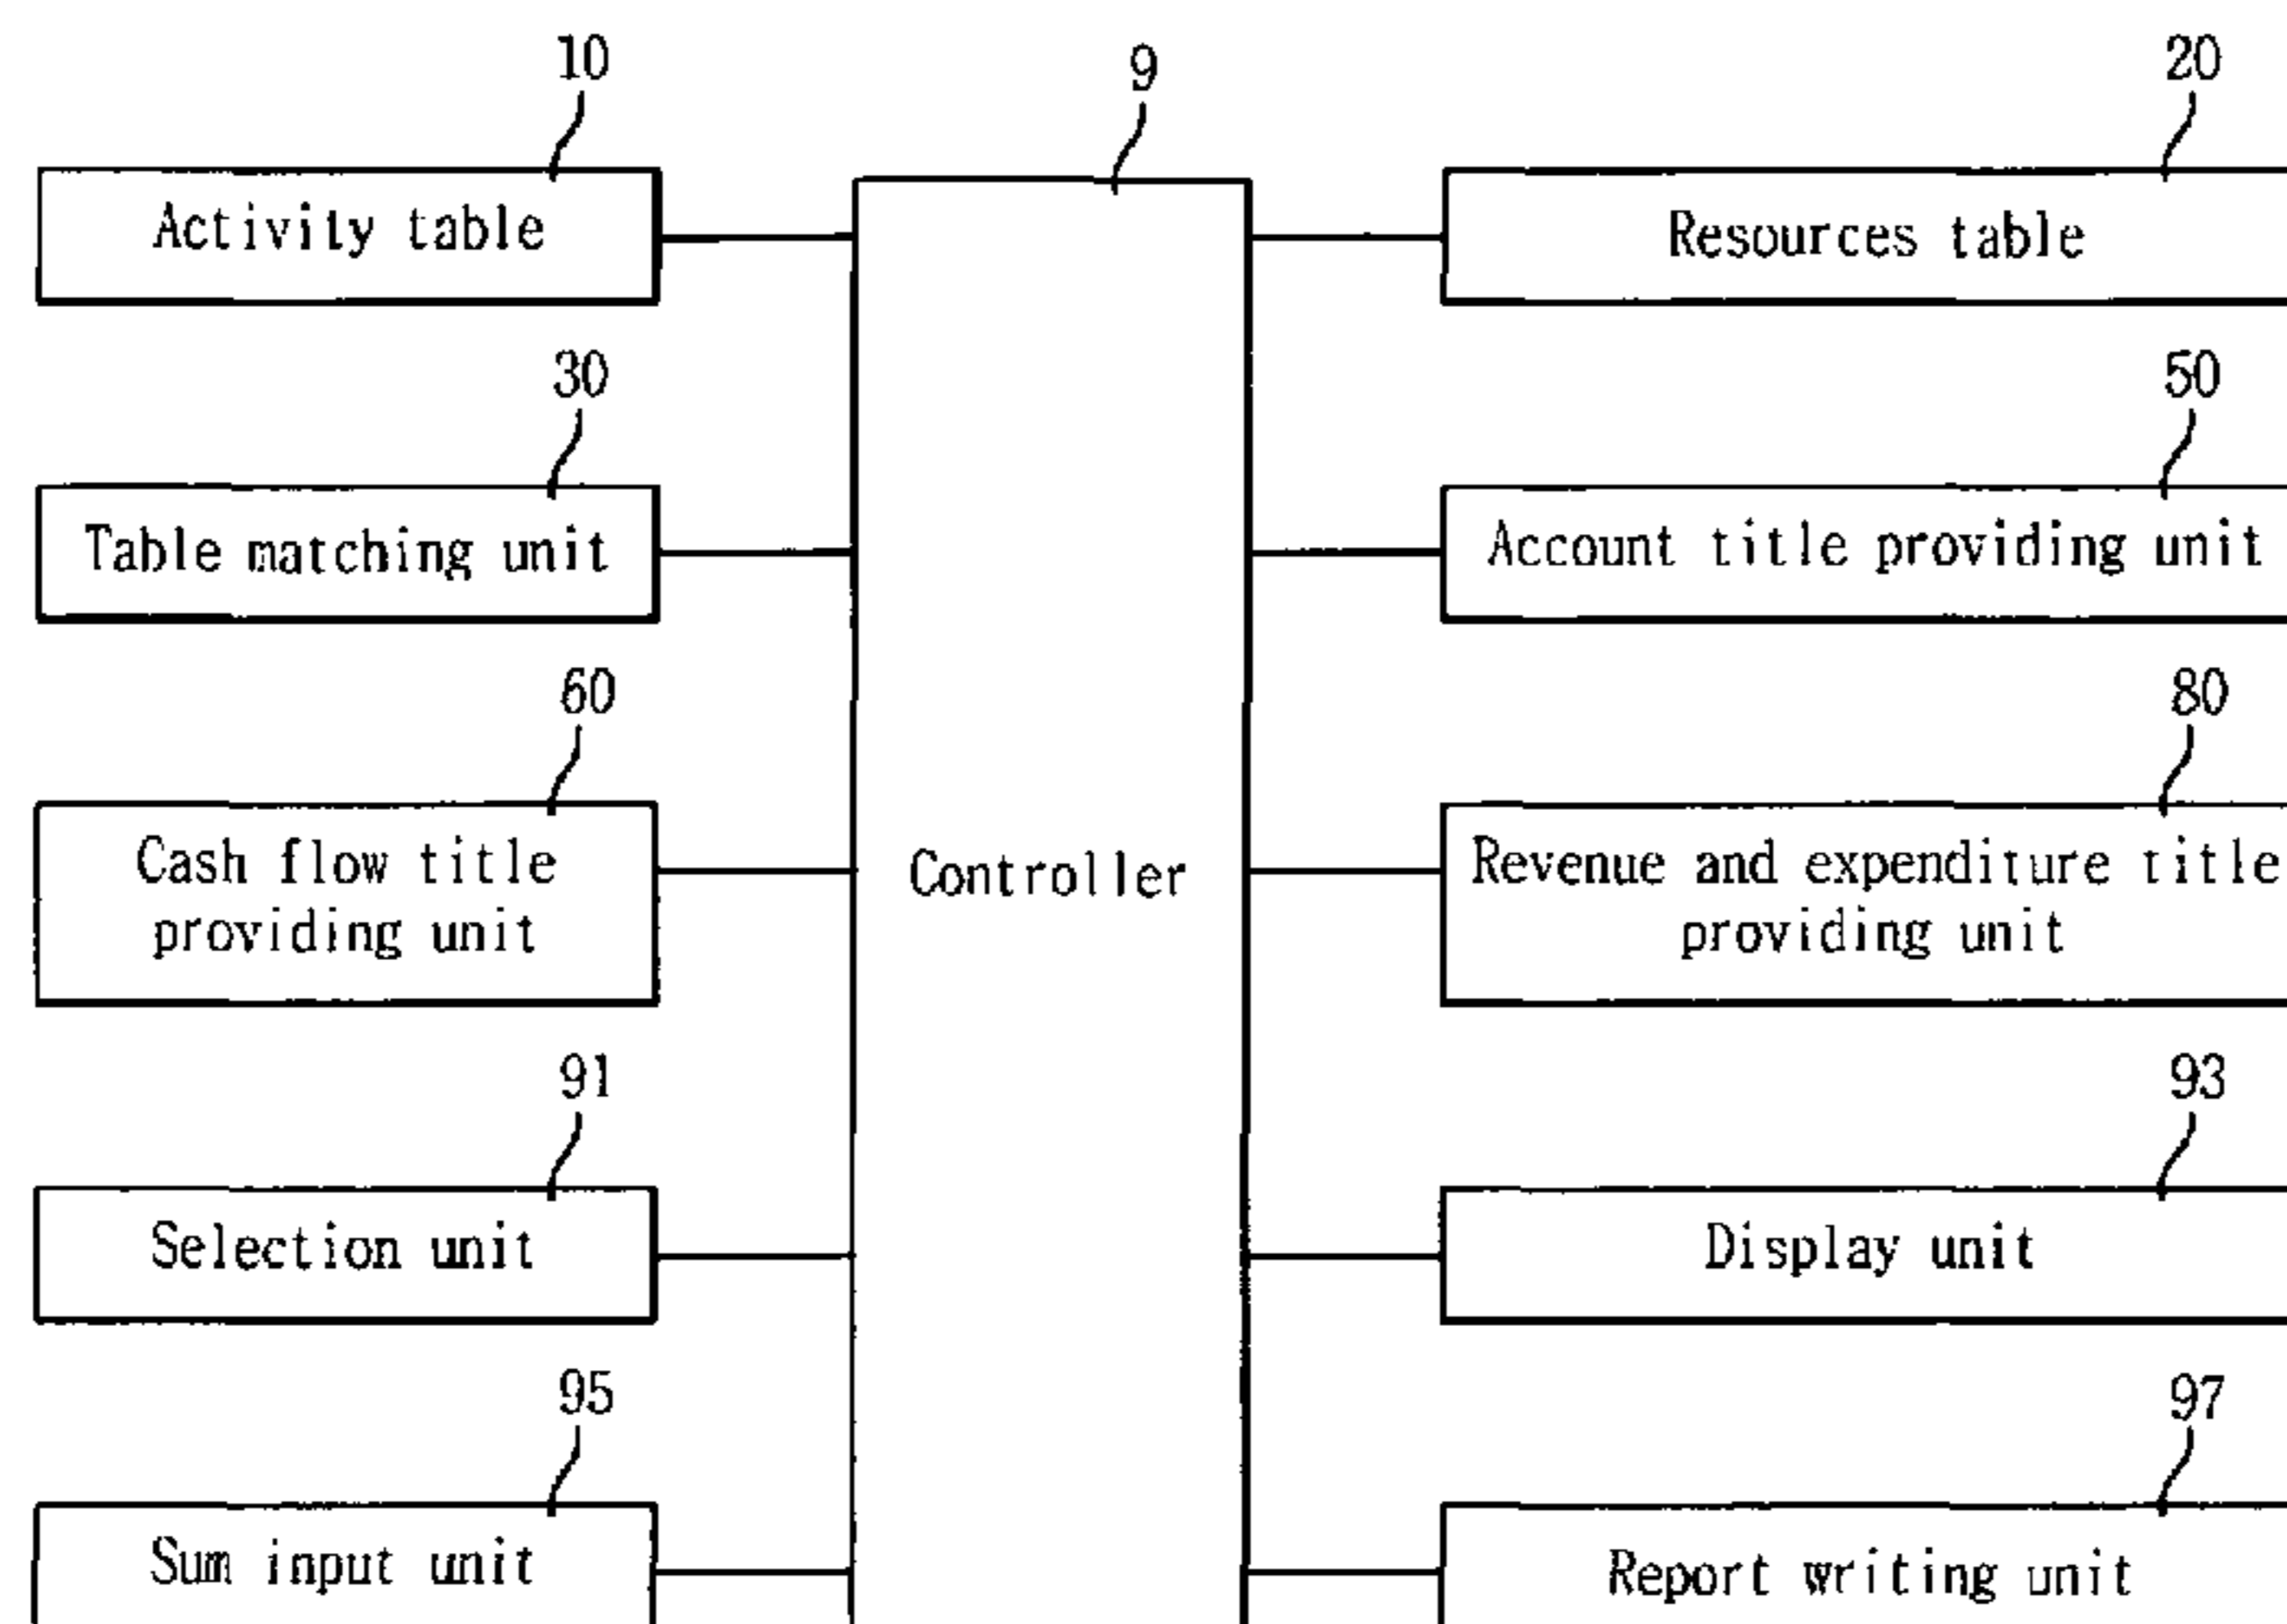 10
9
20
Activity table
Resources table
30
50
Table matching unit
Account title providing unit
60
80
Cash flow title
providing unit
Controller
Revenue and expenditure title
providing unit
91
93
Selection unit
Display unit
95
97
Sum input unit
Report writing unit